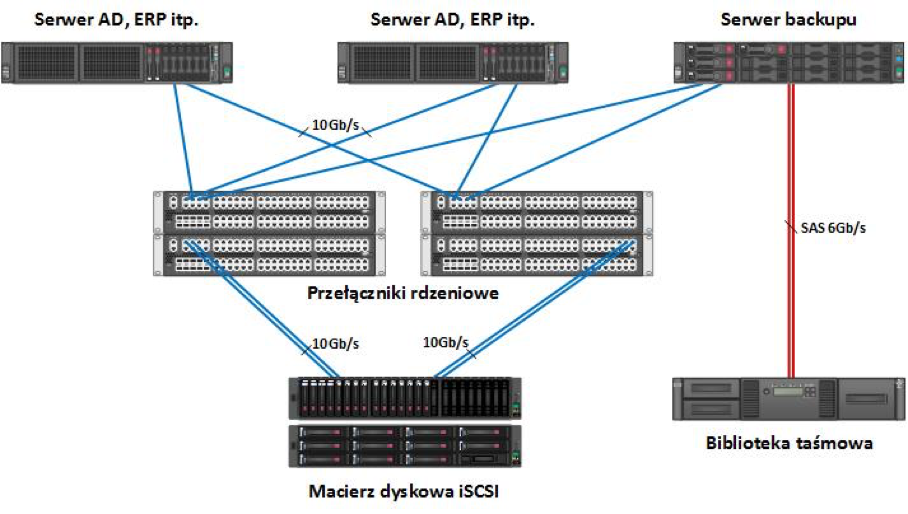 Serwer AD, ERP itp.
Serwer AD, ERP itp.
Serwer backupu
10Gb/s
SAS 6Gb/s
Przełączniki rdzeniowe
10Gb/s
10Gb/s
Biblioteka taśmowa
Macierz dyskowa iSCSI